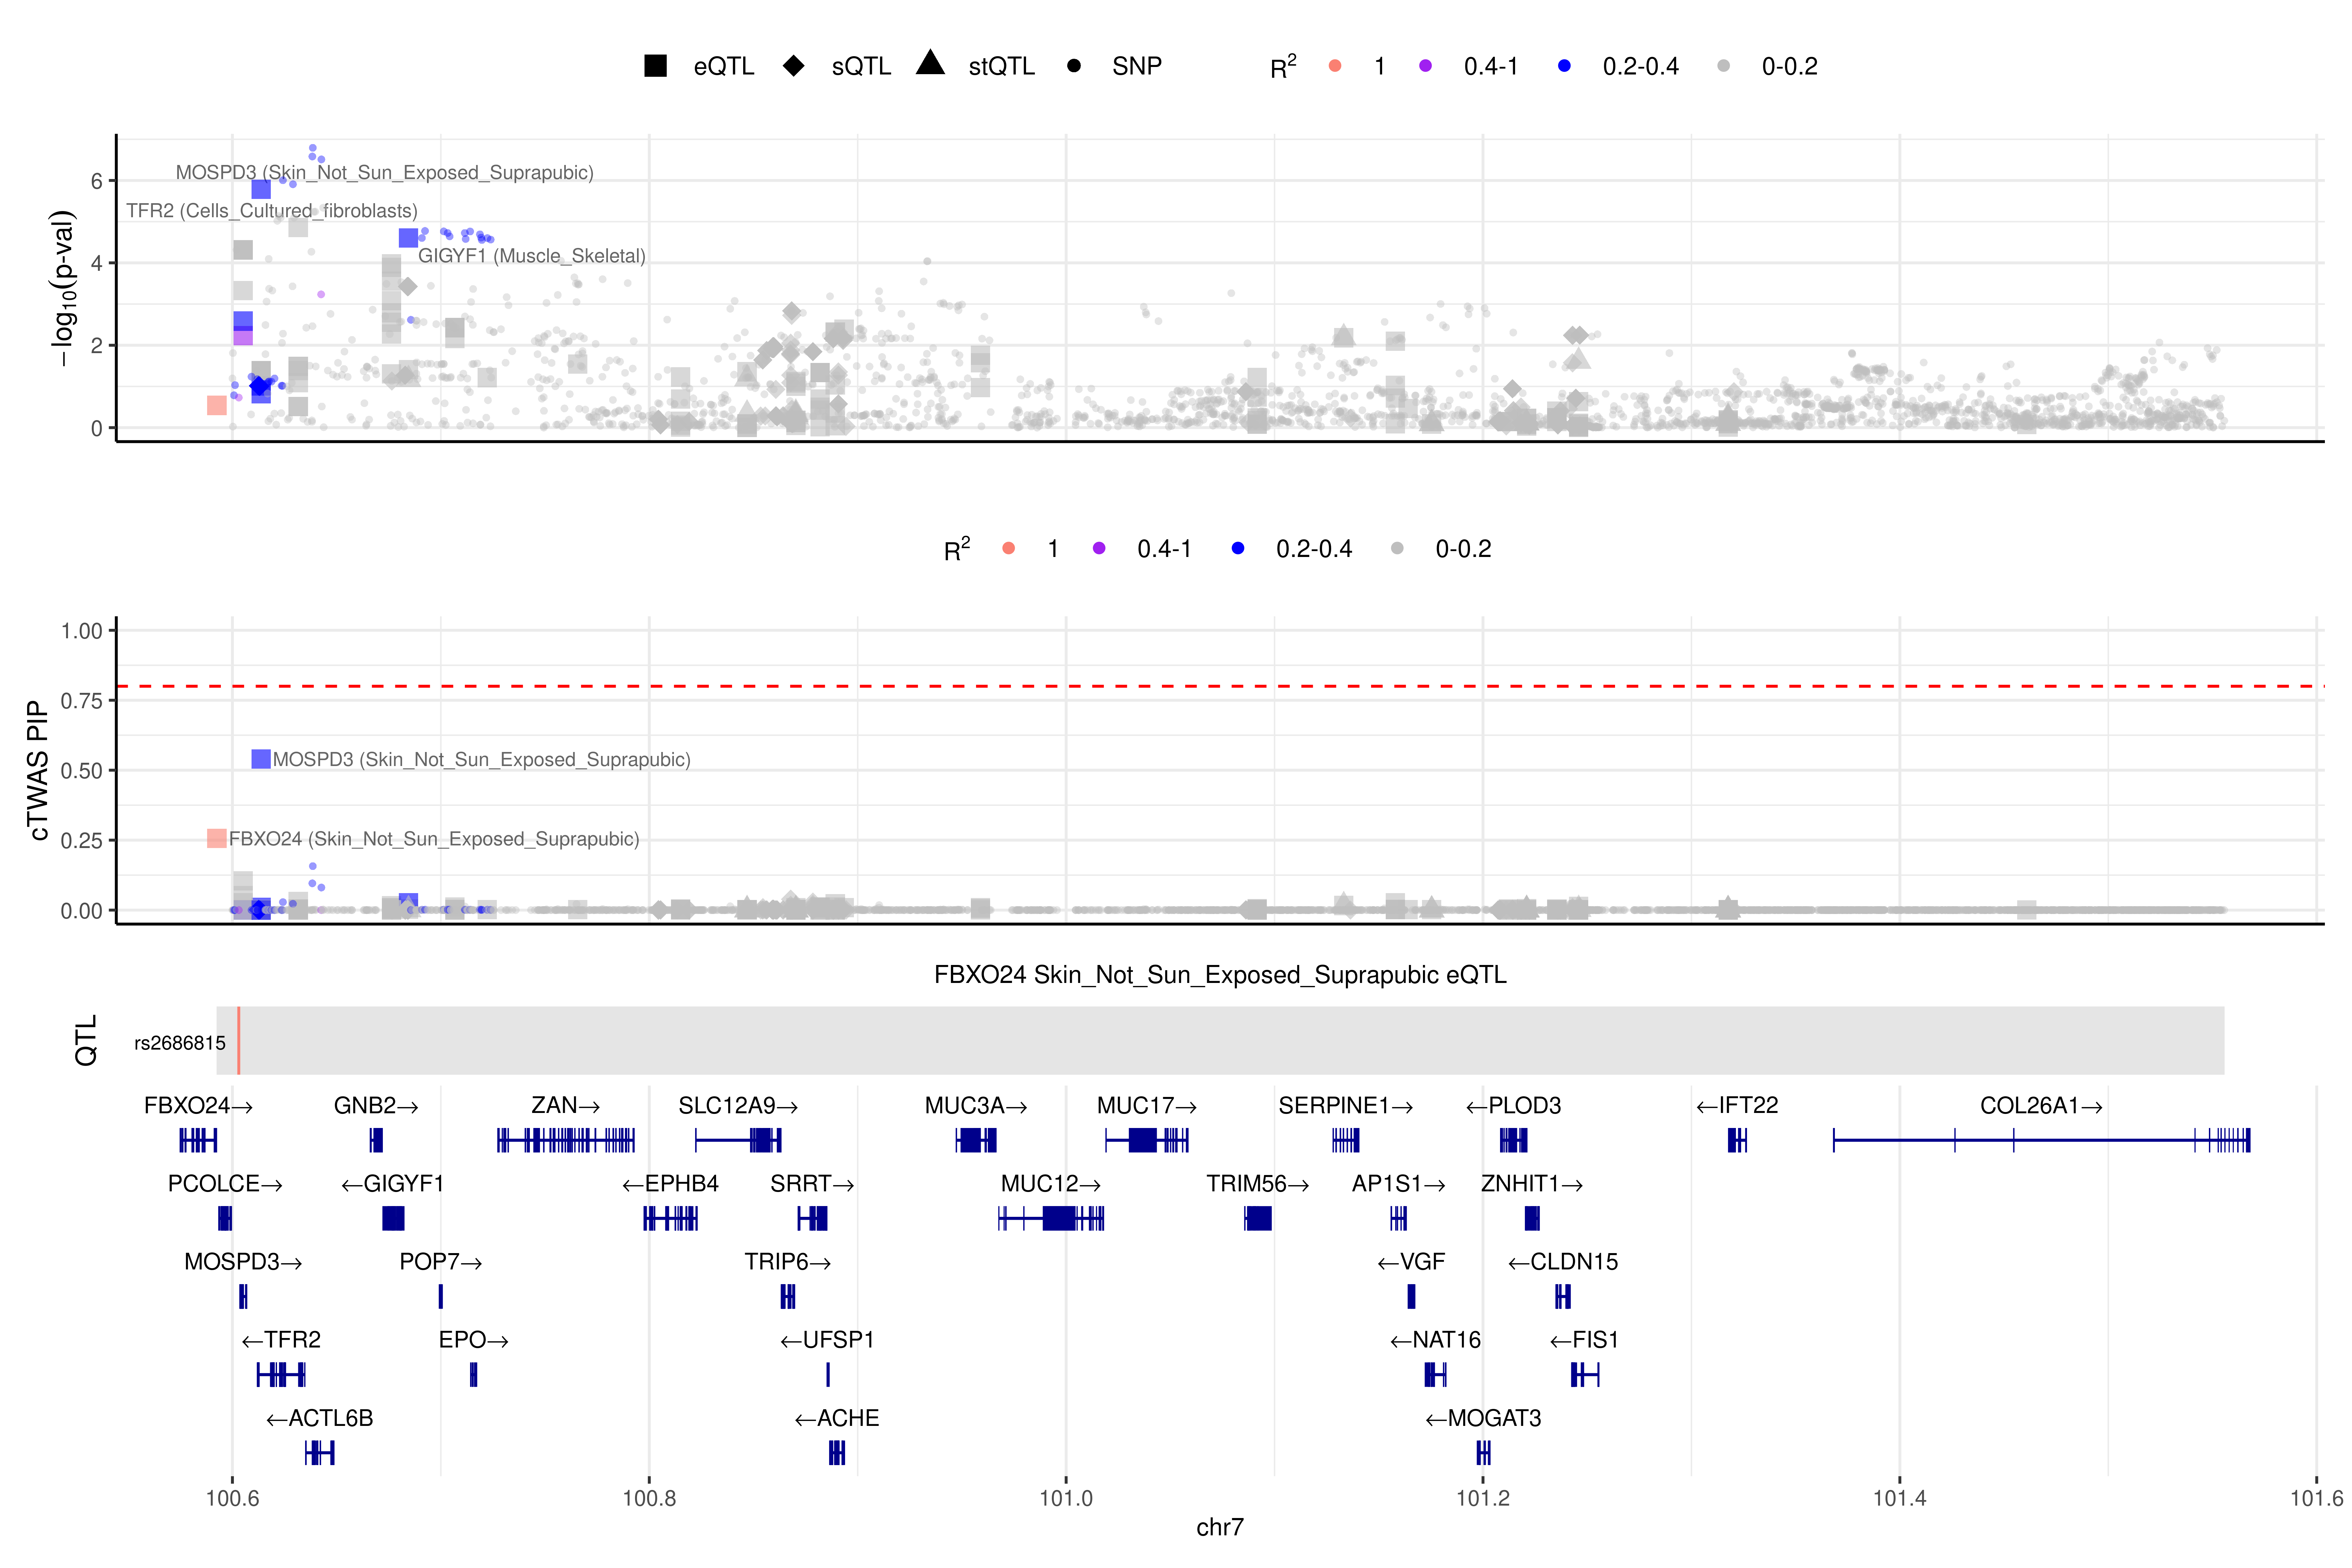 eQTL sQTL stQTL SNP R² 1 0.4-1 0.2-0.4 0-0.2
−log₁₀(p-val)
6
4
2
0
MOSPD3 (Skin_Not_Sun_Exposed_Suprapubic)
TFR2 (Cells_Cultured_fibroblasts)
GIGYF1 (Muscle_Skeletal)
R² 1 0.4-1 0.2-0.4 0-0.2
cTWAS PIP
1.00
0.75
0.50
0.25
0.00
MOSPD3 (Skin_Not_Sun_Exposed_Suprapubic)
FBXO24 (Skin_Not_Sun_Exposed_Suprapubic)
FBXO24 Skin_Not_Sun_Exposed_Suprapubic eQTL
QTL
rs2686815
FBXO24→ GNB2→ ZAN→ SLC12A9→ MUC3A→ MUC17→ SERPINE1→ ←PLOD3 ←IFT22 COL26A1→
PCOLCE→ ←GIGYF1 ←EPHB4 SRRT→ MUC12→ TRIM56→ AP1S1→ ZNHIT1→
MOSPD3→ POP7→ TRIP6→ ←VGF ←CLDN15
←TFR2 EPO→ ←UFSP1 ←NAT16 ←FIS1
←ACTL6B ←ACHE ←MOGAT3
100.6 100.8 101.0 101.2 101.4 101.6
chr7